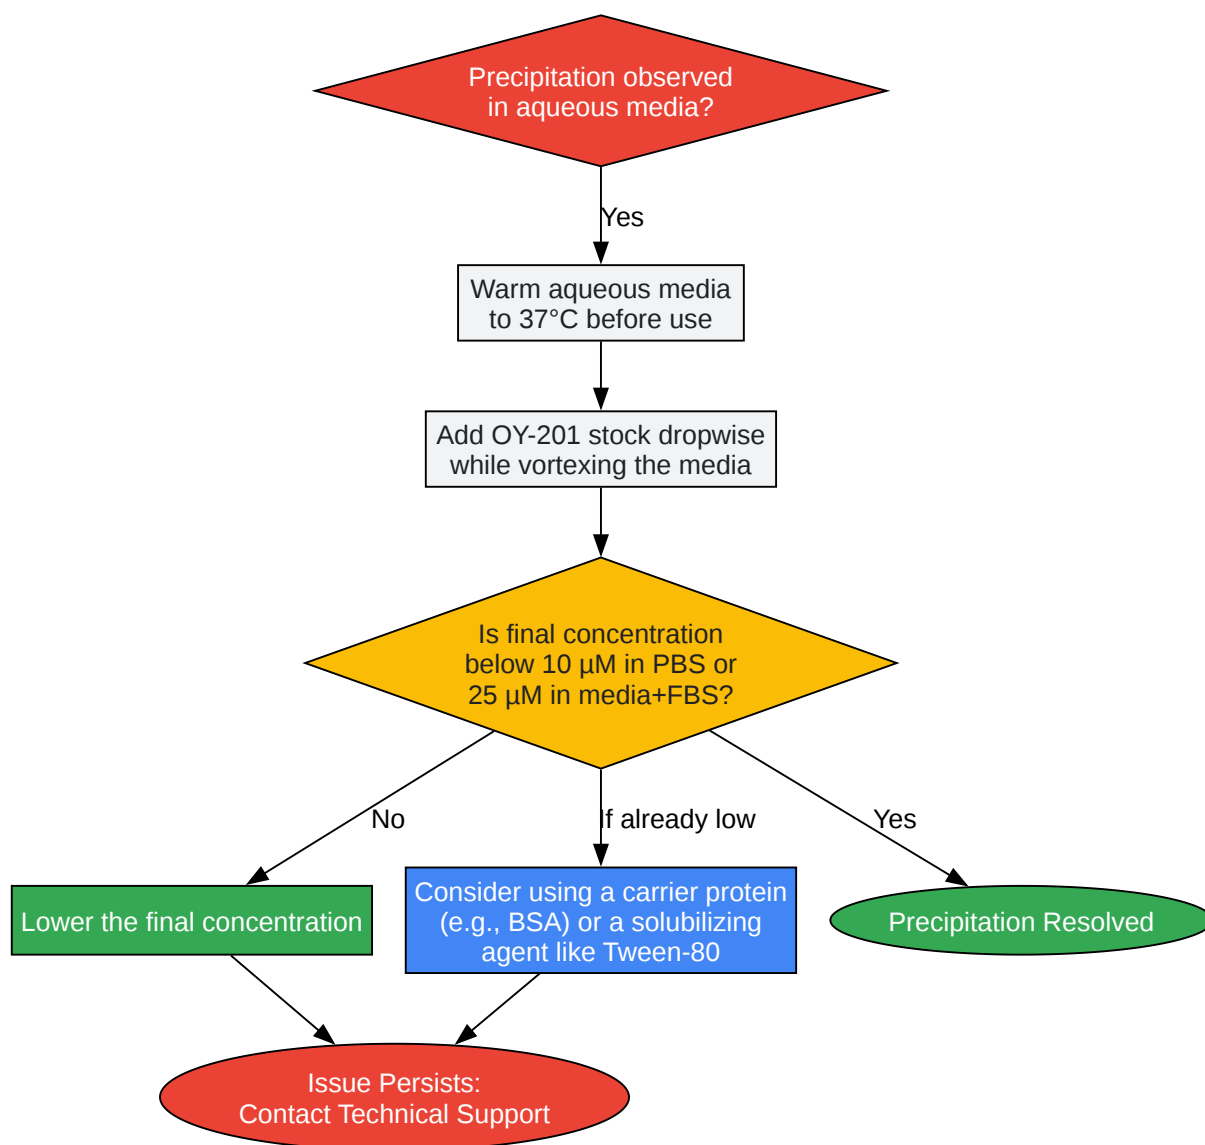 Precipitation observed
in aqueous media?
Yes
Warm aqueous media
to 37°C before use
Add OY-201 stock dropwise
while vortexing the media
Is final concentration
below 10 µM in PBS or
25 µM in media+FBS?
No
If already low
Yes
Lower the final concentration
Consider using a carrier protein
(e.g., BSA) or a solubilizing
agent like Tween-80
Precipitation Resolved
Issue Persists:
Contact Technical Support